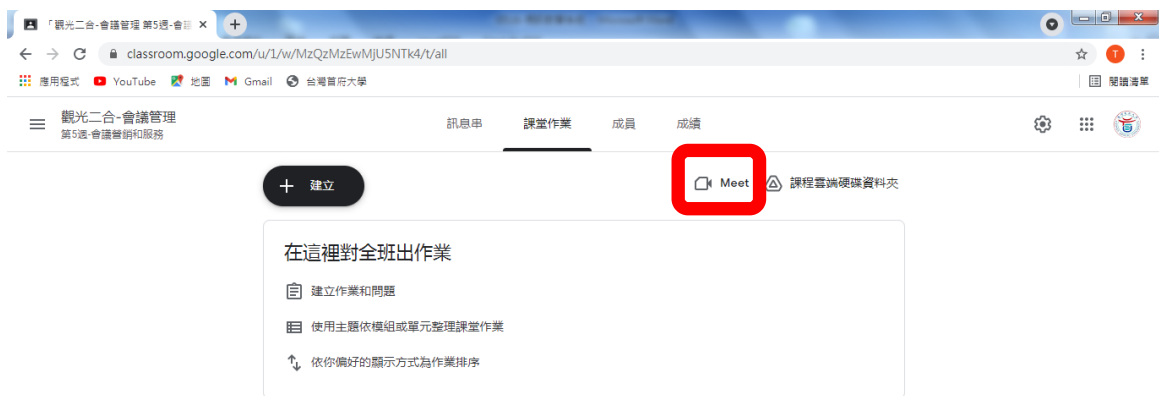 「觀光二合-會議管理 第5週-會議
classroom.google.com/u/1/w/MzQzMzEwMjU5NTk4/t/all
T
應用程式 YouTube 地圖 Gmail 台灣首府大學 閱讀清單
觀光二合-會議管理
第5週-會議營銷和服務
訊息串 課堂作業 成員 成績
建立 Meet 課程雲端硬碟資料夾
在這裡對全班出作業
建立作業和問題
使用主題依模組或單元整理課堂作業
依你偏好的顯示方式為作業排序